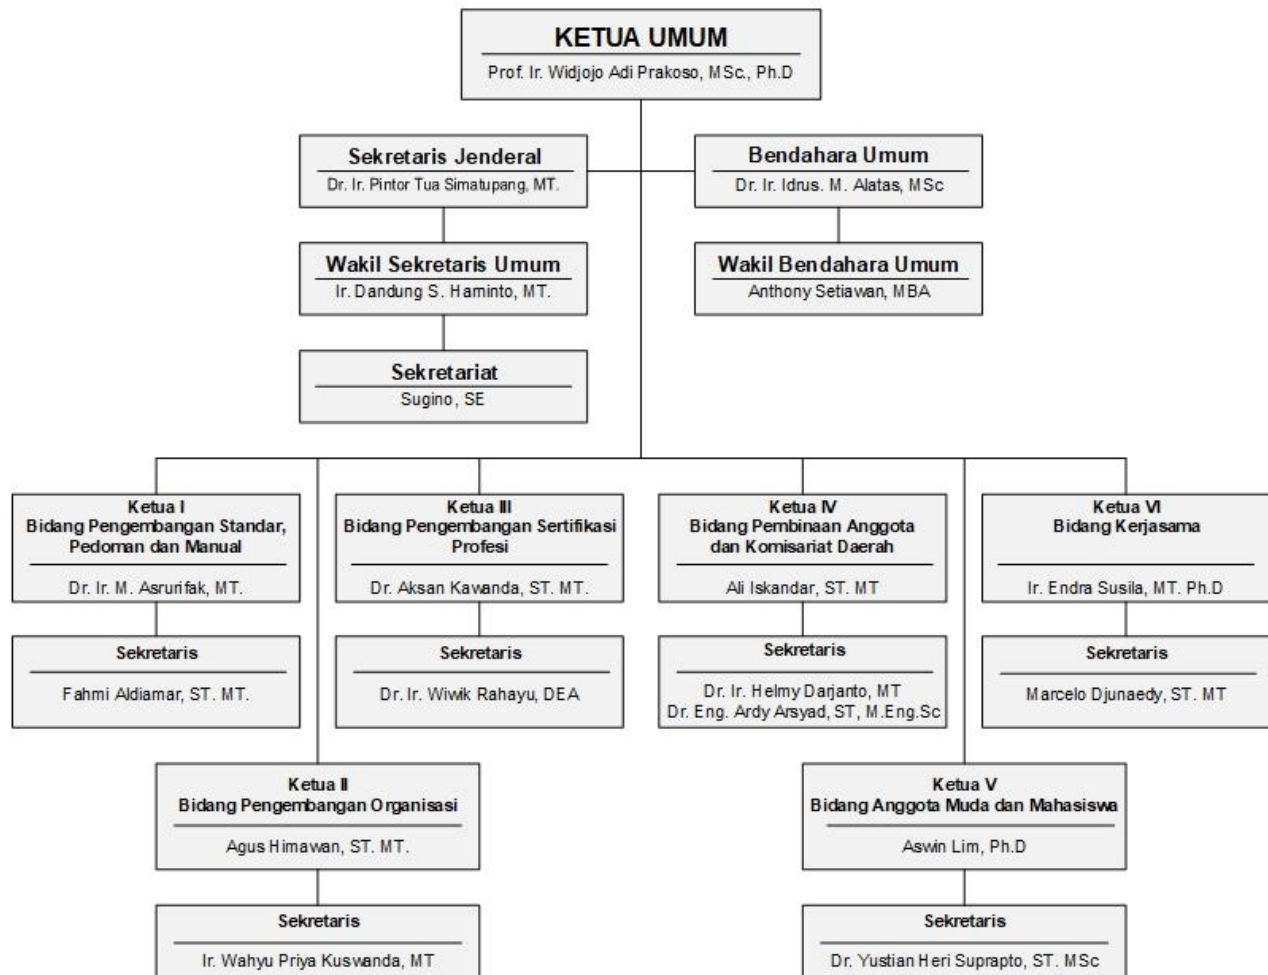 KETUA UMUM
Prof. Ir. Widjojo Adi Prakoso, MSc., Ph.D
Sekretaris Jenderal
Dr. Ir. Pintor Tua Simatupang, MT.
Bendahara Umum
Dr. Ir. Idrus. M. Alatas, MSc
Wakil Sekretaris Umum
Ir. Dandung S. Harninto, MT.
Wakil Bendahara Umum
Anthony Setiawan, MBA
Sekretariat
Sugino, SE
Ketua I
Bidang Pengembangan Standar,
Pedoman dan Manual
Dr. Ir. M. Asrurifak, MT.
Ketua III
Bidang Pengembangan Sertifikasi
Profesi
Dr. Aksan Kawanda, ST. MT.
Ketua IV
Bidang Pembinaan Anggota
dan Komisariat Daerah
Ali Iskandar, ST. MT
Ketua VI
Bidang Kerjasama
Ir. Endra Susila, MT. Ph.D
Sekretaris
Fahmi Aldiamar, ST. MT.
Sekretaris
Dr. Ir. Wiwik Rahayu, DEA
Sekretaris
Dr. Ir. Helmy Darjanto, MT
Dr. Eng. Ardy Arsyad, ST, M.Eng.Sc
Sekretaris
Marcelo Djunaedy, ST. MT
Ketua II
Bidang Pengembangan Organisasi
Agus Himawan, ST. MT.
Ketua V
Bidang Anggota Muda dan Mahasiswa
Aswin Lim, Ph.D
Sekretaris
Ir. Wahyu Priya Kuswanda, MT
Sekretaris
Dr. Yustian Heri Suprapto, ST. MSc